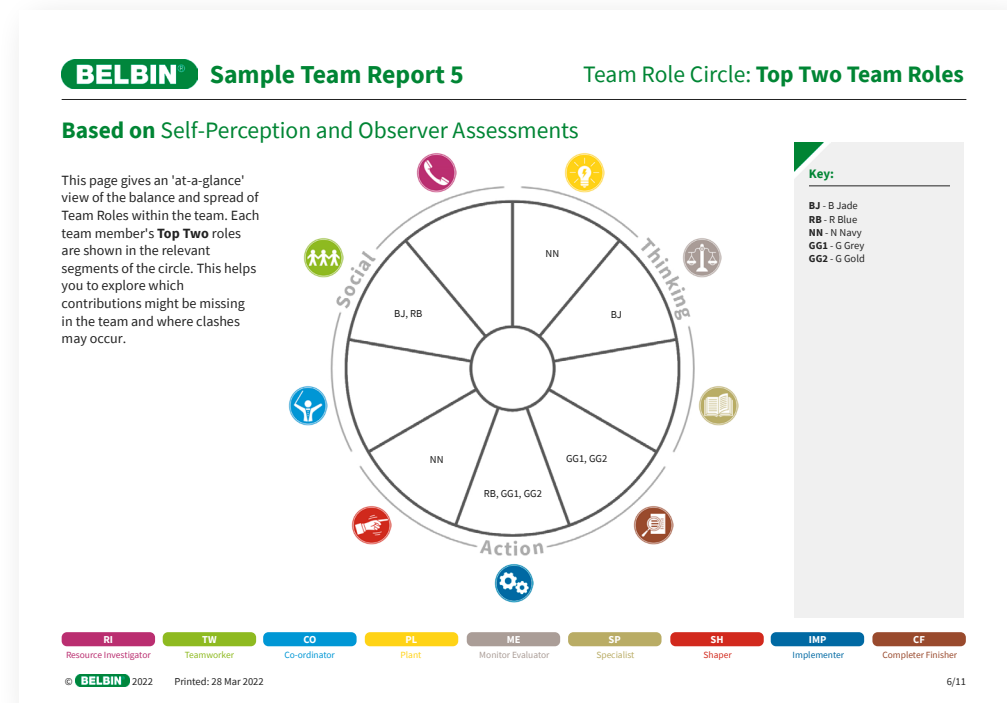 BELBIN® Sample Team Report 5
Team Role Circle: Top Two Team Roles
Based on Self-Perception and Observer Assessments
This page gives an 'at-a-glance'
view of the balance and spread of
Team Roles within the team. Each
team member's Top Two roles
are shown in the relevant
segments of the circle. This helps
you to explore which
contributions might be missing
in the team and where clashes
may occur.
Social
Thinking
Action
NN
BJ, RB
BJ
NN
GG1, GG2
RB, GG1, GG2
Key:
BJ - B Jade
RB - R Blue
NN - N Navy
GG1 - G Grey
GG2 - G Gold
RI
Resource Investigator
TW
Teamworker
CO
Co-ordinator
PL
Plant
ME
Monitor Evaluator
SP
Specialist
SH
Shaper
IMP
Implementer
CF
Completer Finisher
© BELBIN 2022 Printed: 28 Mar 2022
6/11